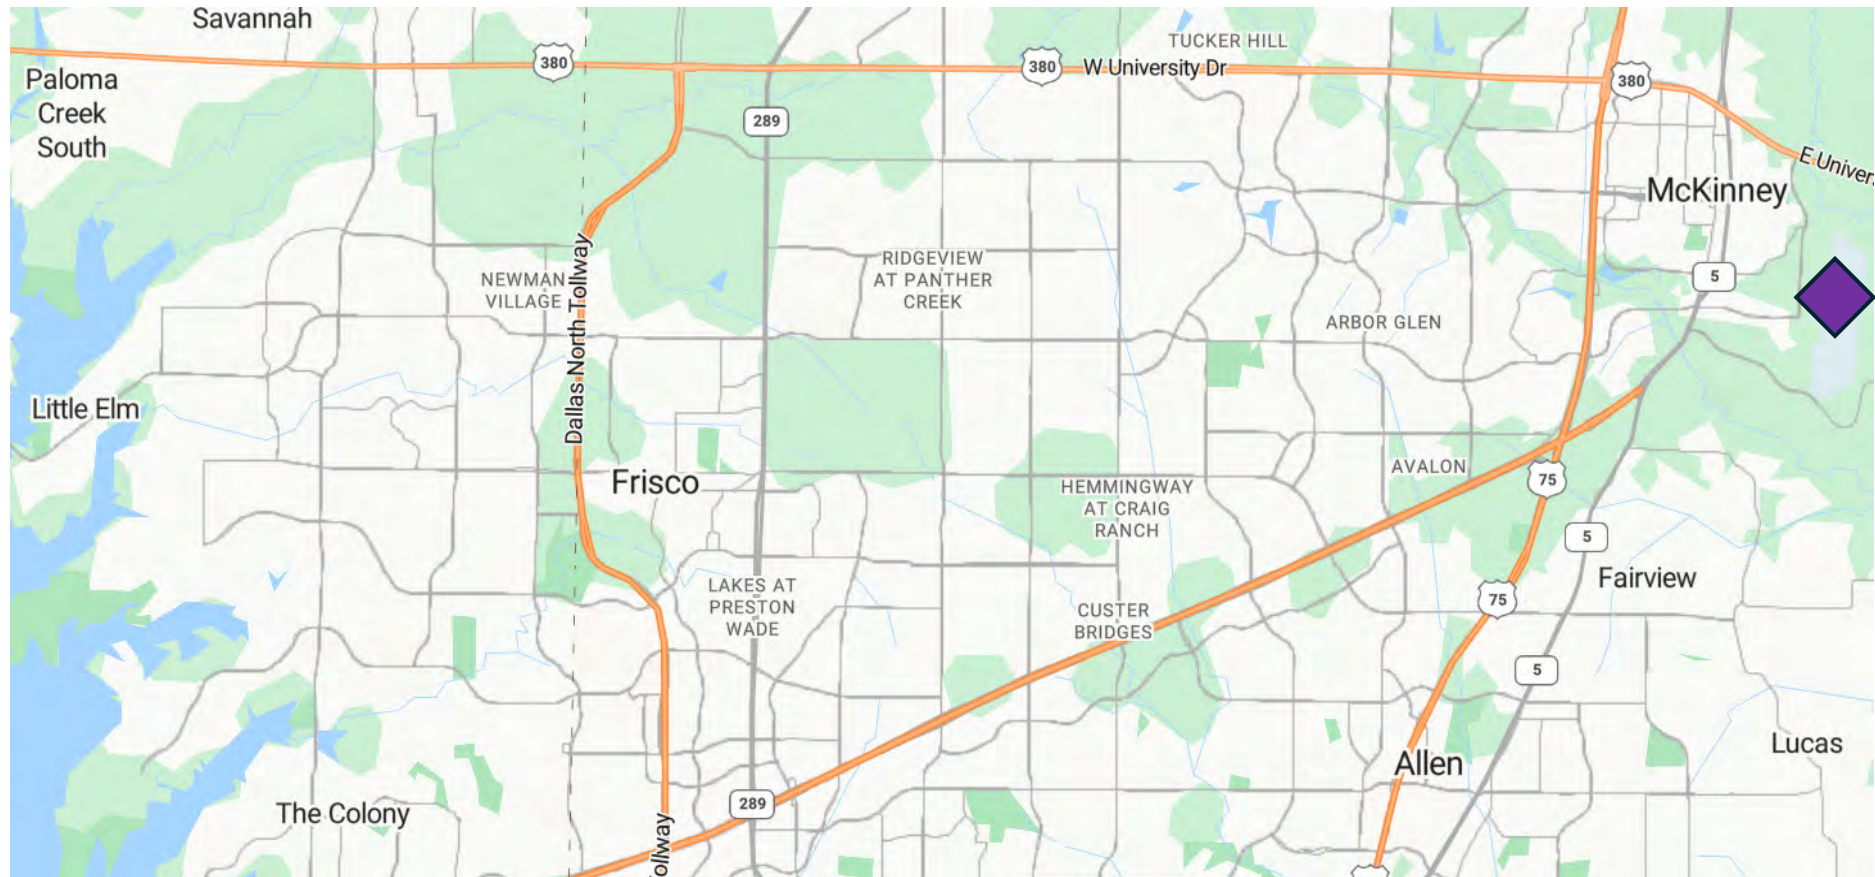 Savannah
TUCKER HILL
380
380
W University Dr
380
Paloma
Creek
South
289
E Univer
McKinney
NEWMAN
VILLAGE
Dallas North Tollway
RIDGEVIEW
AT PANTHER
CREEK
5
ARBOR GLEN
Little Elm
Frisco
AVALON
75
HEMMINGWAY
AT CRAIG
RANCH
5
Fairview
LAKES AT
PRESTON
WADE
75
CUSTER
BRIDGES
5
Lucas
Allen
289
The Colony
ollway